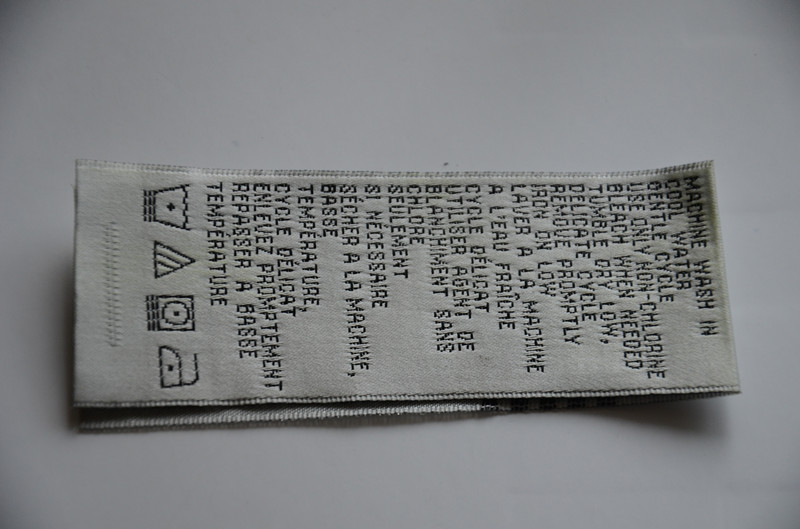 MACHINE WASH IN
COOL WATER
GENTLE CYCLE
USE ONLY NON-CHLORINE
BLEACH WHEN NEEDED
TUMBLE DRY LOW,
DELICATE CYCLE
REMOVE PROMPTLY
IRON ON LOW
LAVER A LA MACHINE
A L'EAU FRAÎCHE
CYCLE DÉLICAT
UTILISER AGENT DE
BLANCHIMENT SANS
CHLORE
SEULEMENT
SI NÉCESSAIRE
SÉCHER A LA MACHINE,
BASSE
TEMPÉRATURE,
CYCLE DÉLICAT
ENLEVEZ PROMPTEMENT
REPASSER A BASSE
TEMPÉRATURE